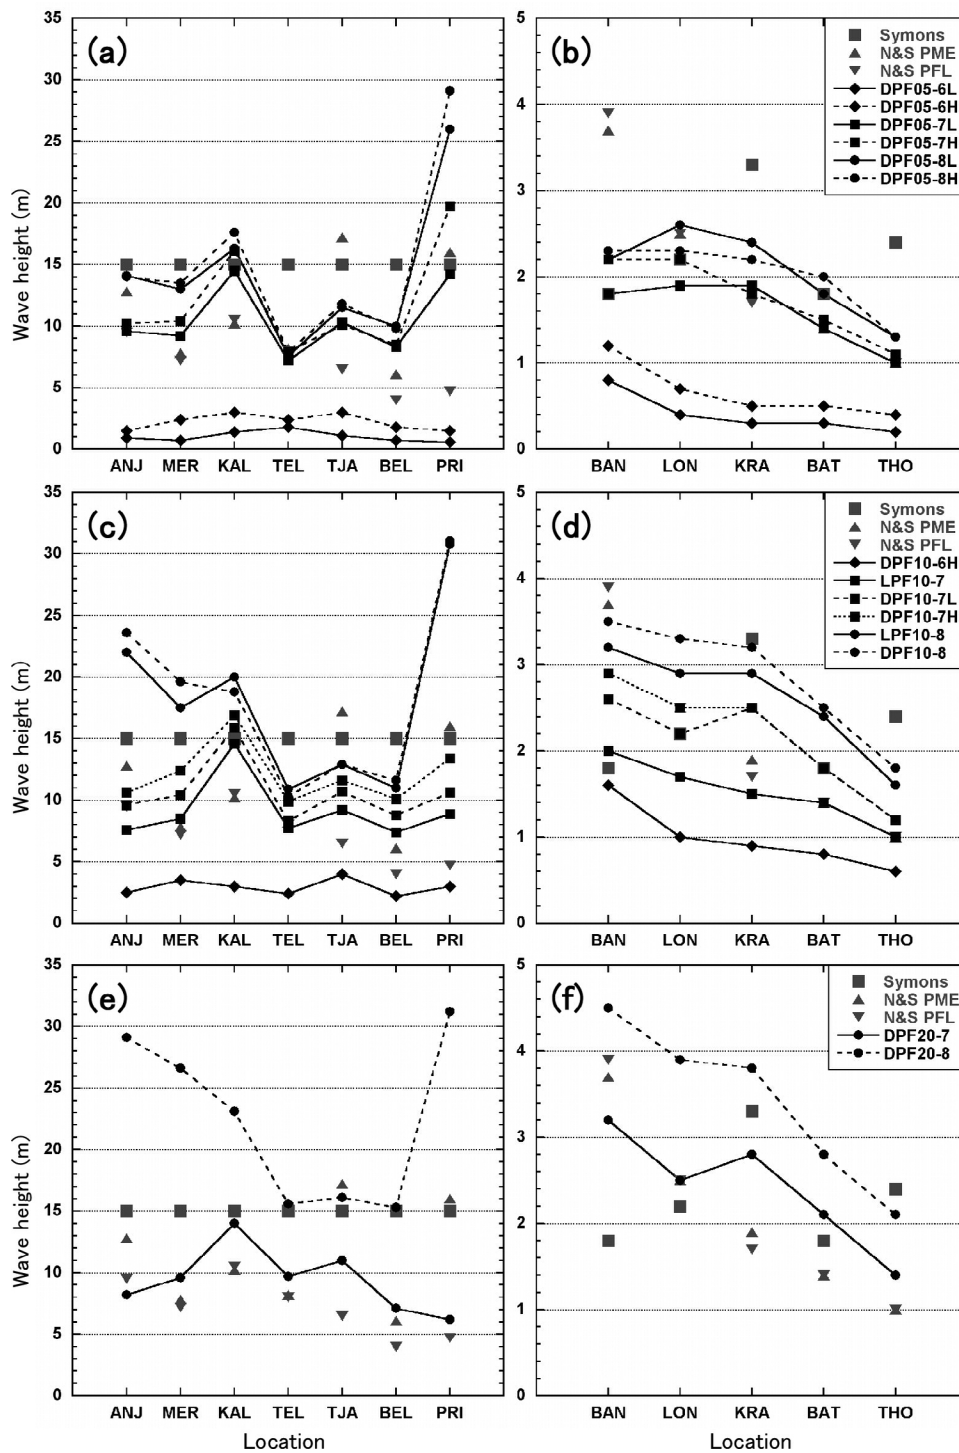 35
30
25
20
15
10
5
0
Wave height (m)
(a)
ANJ MER KAL TEL TJA BEL PRI
5
4
3
2
1
0
(b)
Symons
N&S PME
N&S PFL
DPF05-6L
DPF05-6H
DPF05-7L
DPF05-7H
DPF05-8L
DPF05-8H
BAN LON KRA BAT THO
35
30
25
20
15
10
5
0
Wave height (m)
(c)
ANJ MER KAL TEL TJA BEL PRI
5
4
3
2
1
0
(d)
Symons
N&S PME
N&S PFL
DPF10-6H
LPF10-7
DPF10-7L
DPF10-7H
LPF10-8
DPF10-8
BAN LON KRA BAT THO
35
30
25
20
15
10
5
0
Wave height (m)
(e)
ANJ MER KAL TEL TJA BEL PRI
Location
5
4
3
2
1
0
(f)
Symons
N&S PME
N&S PFL
DPF20-7
DPF20-8
BAN LON KRA BAT THO
Location